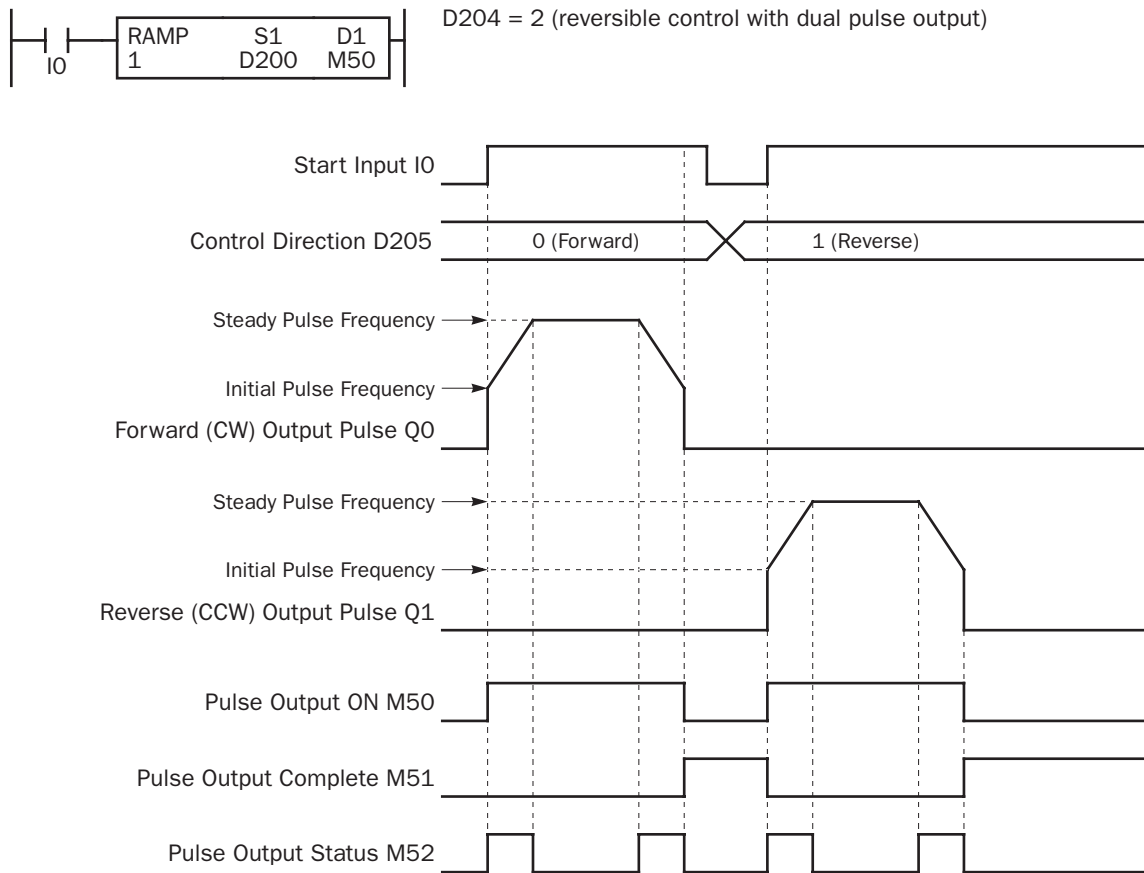 RAMP S1 D1
1 D200 M50
I0
D204 = 2 (reversible control with dual pulse output)
Start Input I0
Control Direction D205
0 (Forward)
1 (Reverse)
Steady Pulse Frequency
Initial Pulse Frequency
Forward (CW) Output Pulse Q0
Steady Pulse Frequency
Initial Pulse Frequency
Reverse (CCW) Output Pulse Q1
Pulse Output ON M50
Pulse Output Complete M51
Pulse Output Status M52